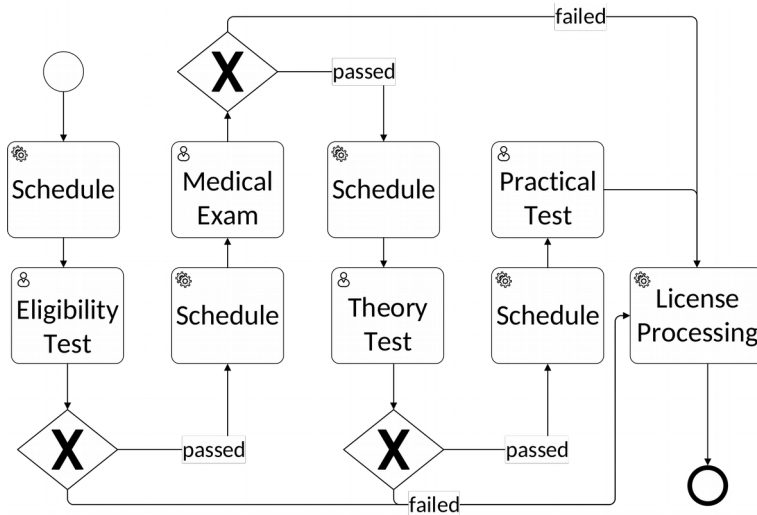 failed
X
passed
Schedule
Medical
Exam
Schedule
Practical
Test
Eligibility
Test
Schedule
Theory
Test
Schedule
License
Processing
X
passed
X
passed
failed